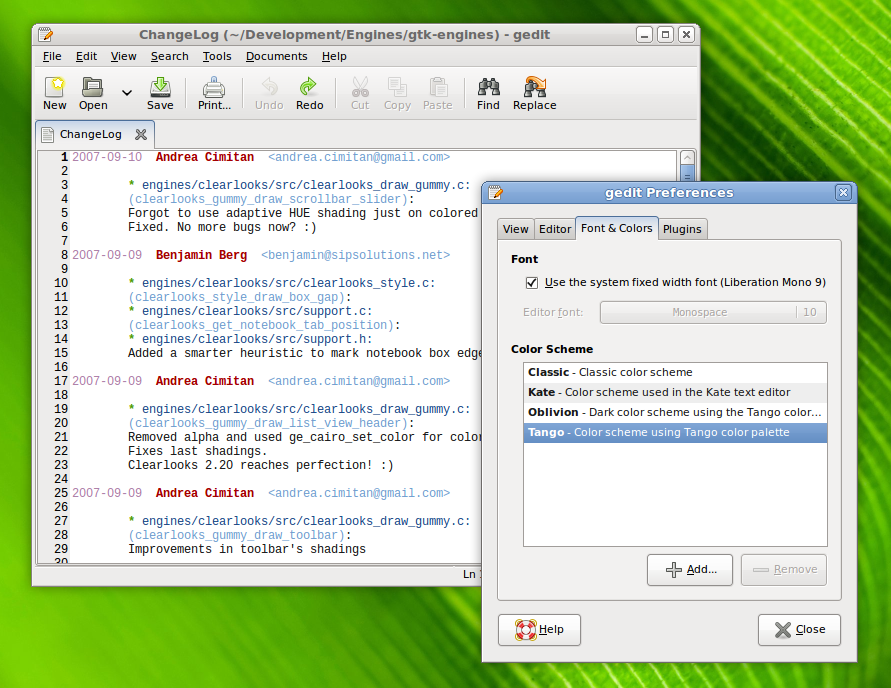 ChangeLog (~/Development/Engines/gtk-engines) - gedit
File Edit View Search Tools Documents Help
New Open Save Print... Undo Redo Cut Copy Paste Find Replace
ChangeLog
1 2007-09-10 Andrea Cimitan <andrea.cimitan@gmail.com>
2
3 * engines/clearlooks/src/clearlooks_draw_gummy.c:
4 (clearlooks_gummy_draw_scrollbar_slider):
5 Forgot to use adaptive HUE shading just on colored
6 Fixed. No more bugs now? :)
7
8 2007-09-09 Benjamin Berg <benjamin@sipsolutions.net>
9
10 * engines/clearlooks/src/clearlooks_style.c:
11 (clearlooks_style_draw_box_gap):
12 * engines/clearlooks/src/support.c:
13 (clearlooks_get_notebook_tab_position):
14 * engines/clearlooks/src/support.h:
15 Added a smarter heuristic to mark notebook box edge
16
17 2007-09-09 Andrea Cimitan <andrea.cimitan@gmail.com>
18
19 * engines/clearlooks/src/clearlooks_draw_gummy.c:
20 (clearlooks_gummy_draw_list_view_header):
21 Removed alpha and used ge_cairo_set_color for color
22 Fixes last shadings.
23 Clearlooks 2.20 reaches perfection! :)
24
25 2007-09-09 Andrea Cimitan <andrea.cimitan@gmail.com>
26
27 * engines/clearlooks/src/clearlooks_draw_gummy.c:
28 (clearlooks_gummy_draw_toolbar):
29 Improvements in toolbar's shadings
30
Ln
gedit Preferences
View Editor Font & Colors Plugins
Font
Use the system fixed width font (Liberation Mono 9)
Editor font: Monospace 10
Color Scheme
Classic - Classic color scheme
Kate - Color scheme used in the Kate text editor
Oblivion - Dark color scheme using the Tango color...
Tango - Color scheme using Tango color palette
Add... Remove
Help Close